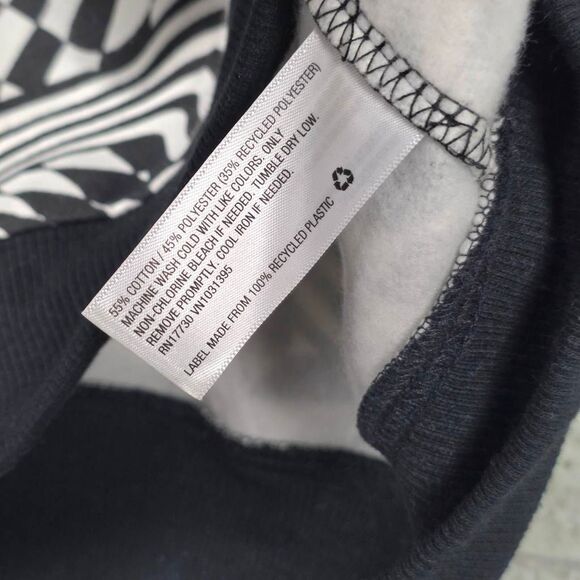 55% COTTON / 45% POLYESTER (35% RECYCLED POLYESTER)
MACHINE WASH COLD WITH LIKE COLORS. ONLY
NON-CHLORINE BLEACH IF NEEDED. TUMBLE DRY LOW.
REMOVE PROMPTLY. COOL IRON IF NEEDED.
RN17730 VN1031395
LABEL MADE FROM 100% RECYCLED PLASTIC